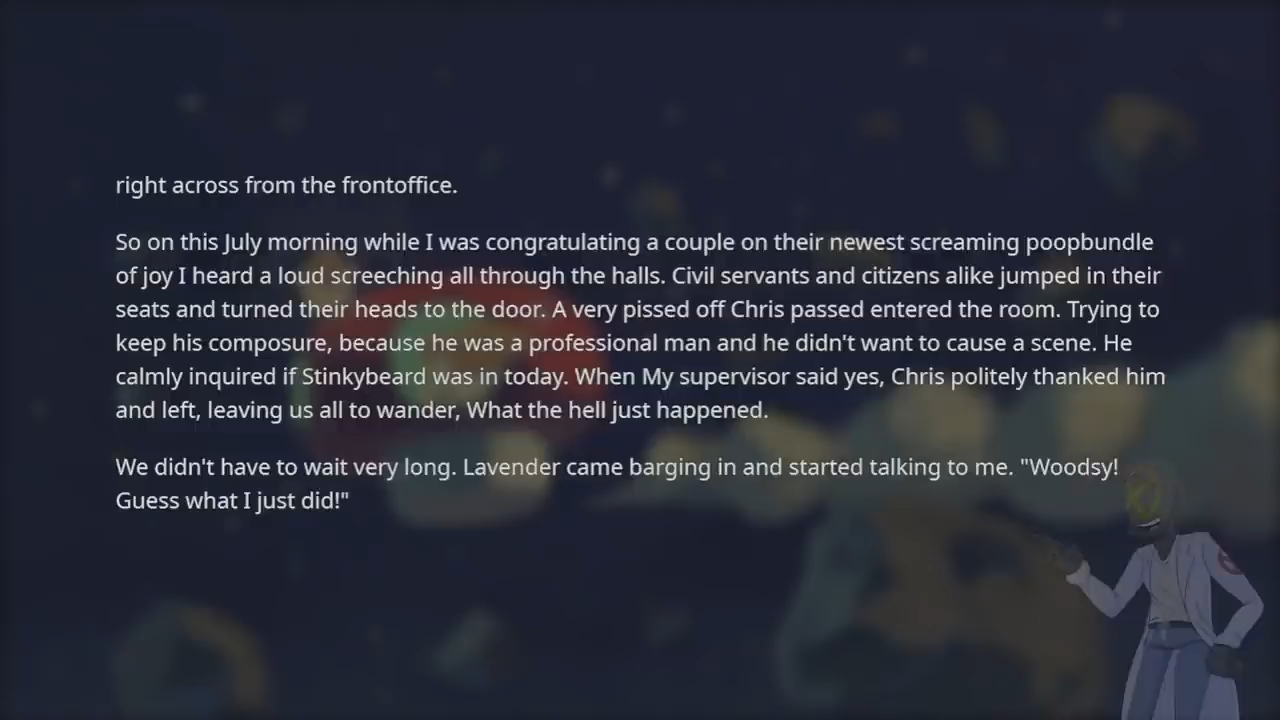 right across from the frontoffice.
So on this July morning while I was congratulating a couple on their newest screaming poopbundle
of joy I heard a loud screeching all through the halls. Civil servants and citizens alike jumped in their
seats and turned their heads to the door. A very pissed off Chris passed entered the room. Trying to
keep his composure, because he was a professional man and he didn't want to cause a scene. He
calmly inquired if Stinkybeard was in today. When My supervisor said yes, Chris politely thanked him
and left, leaving us all to wander, What the hell just happened.
We didn't have to wait very long. Lavender came barging in and started talking to me. "Woodsy!
Guess what I just did!"